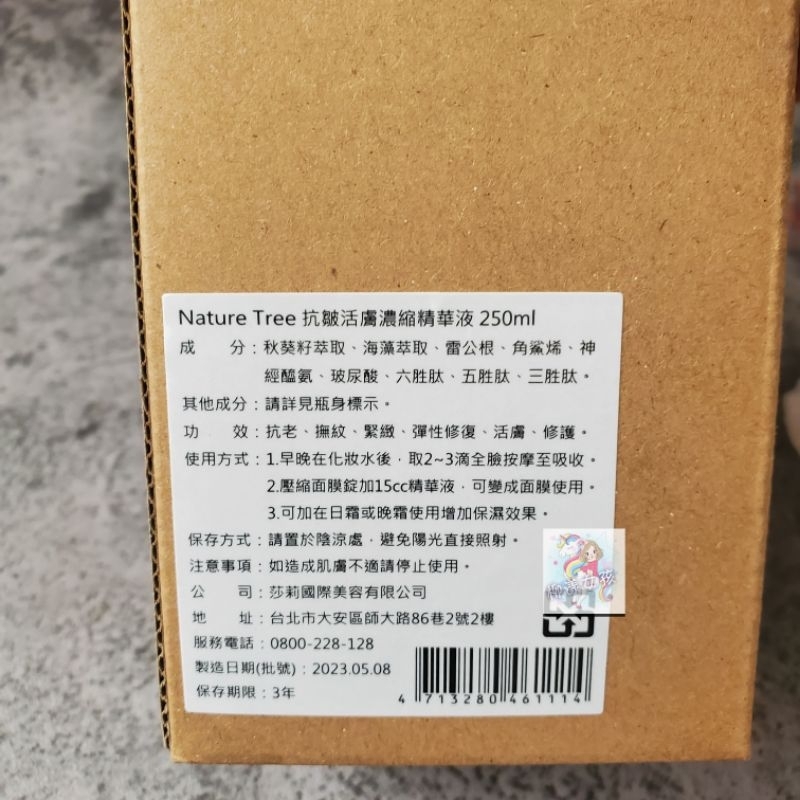 Nature Tree 抗皺活膚濃縮精華液 250ml
成 分：秋葵籽萃取、海藻萃取、雷公根、角鯊烯、神
經醯氨、玻尿酸、六胜肽、五胜肽、三胜肽。
其他成分：請詳見瓶身標示。
功 效：抗老、撫紋、緊緻、彈性修復、活膚、修護。
使用方式：1.早晚在化妝水後，取2~3滴全臉按摩至吸收。
2.壓縮面膜錠加15cc精華液，可變成面膜使用。
3.可加在日霜或晚霜使用增加保濕效果。
保存方式：請置於陰涼處，避免陽光直接照射。
注意事項：如造成肌膚不適請停止使用。
公 司：莎莉國際美容有限公司
地 址：台北市大安區師大路86巷2號2樓
服務電話：0800-228-128
製造日期(批號)：2023.05.08
保存期限：3年
4 713280 461114